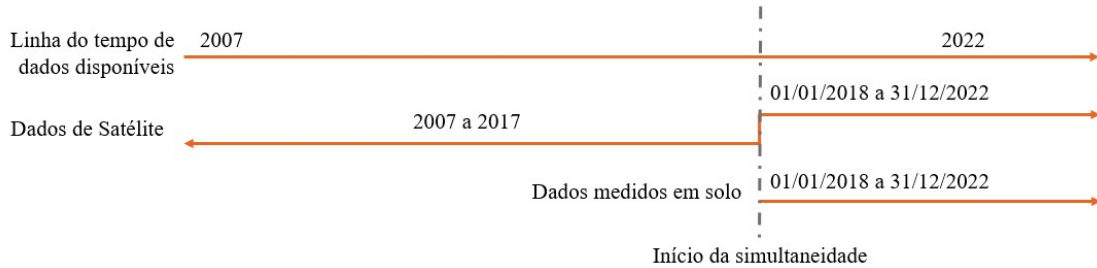 Linha do tempo de
dados disponíveis
2007
2022
01/01/2018 a 31/12/2022
Dados de Satélite
2007 a 2017
Dados medidos em solo
01/01/2018 a 31/12/2022
Início da simultaneidade